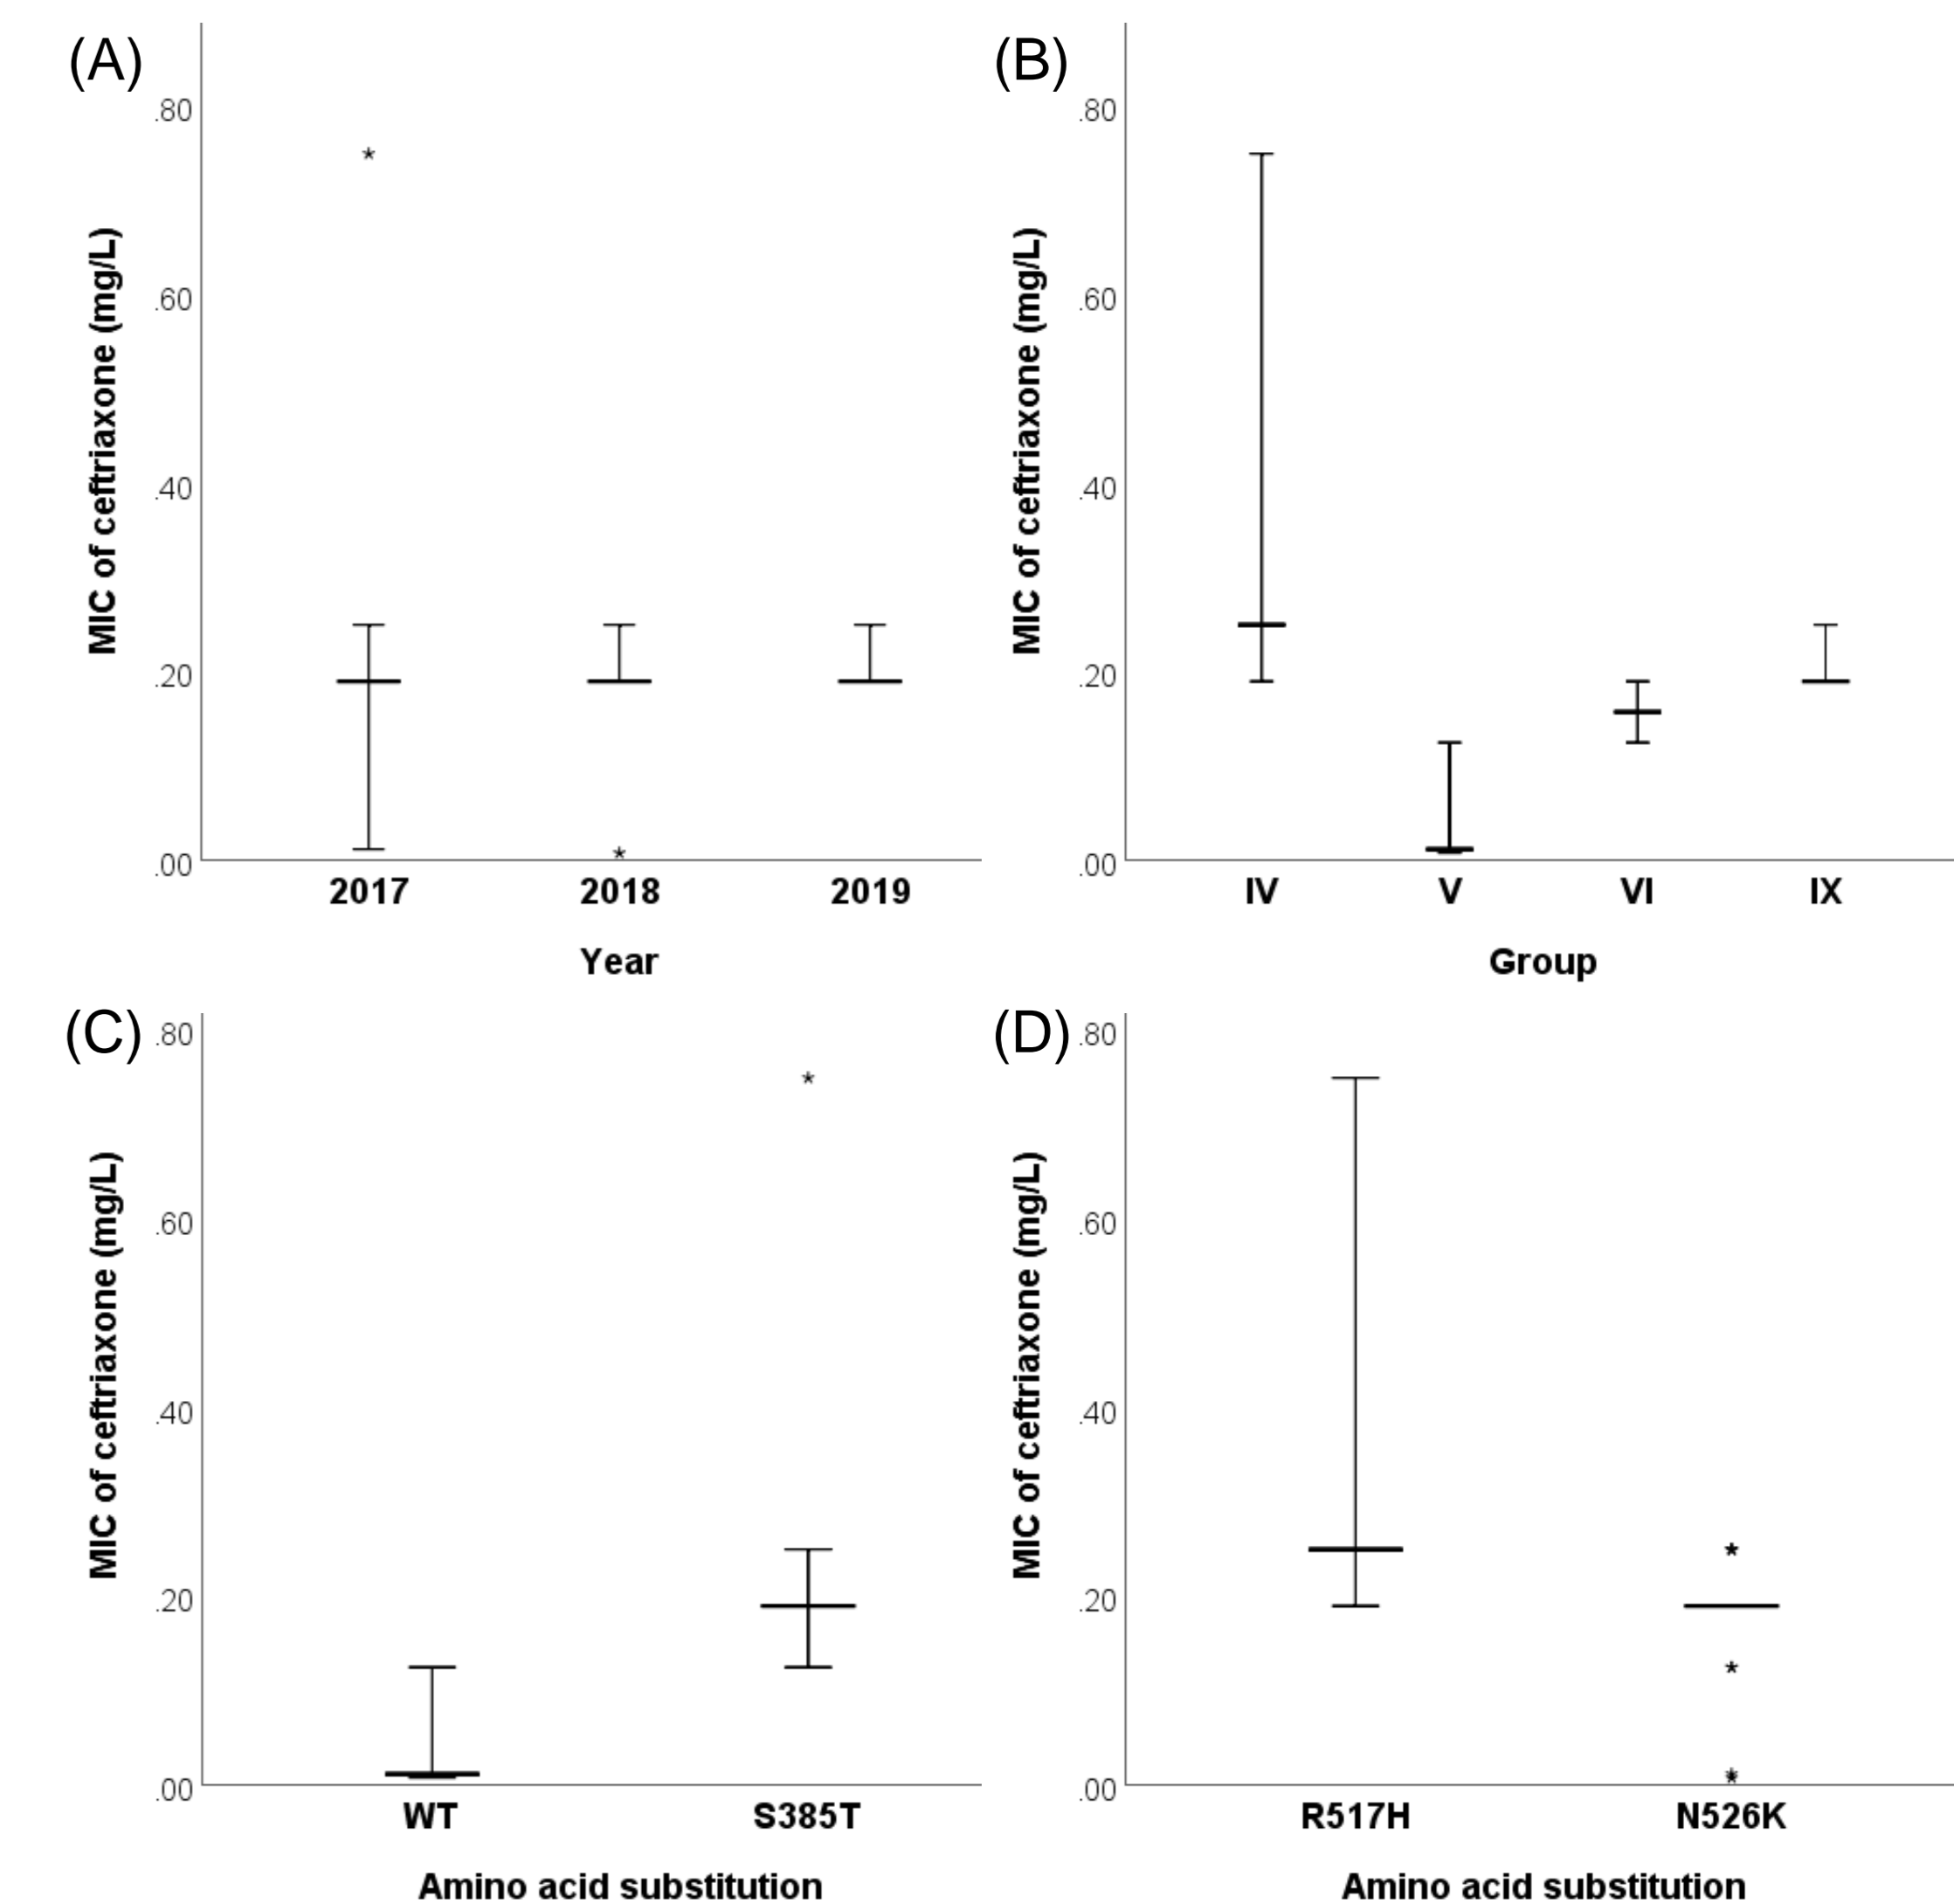 (A)
MIC of ceftriaxone (mg/L)
.80
.60
.40
.20
.00
*
*
2017 2018 2019
Year
(B)
MIC of ceftriaxone (mg/L)
.80
.60
.40
.20
.00
IV V VI IX
Group
(C)
MIC of ceftriaxone (mg/L)
.80
.60
.40
.20
.00
*
WT S385T
Amino acid substitution
(D)
MIC of ceftriaxone (mg/L)
.80
.60
.40
.20
.00
*
*
*
R517H N526K
Amino acid substitution